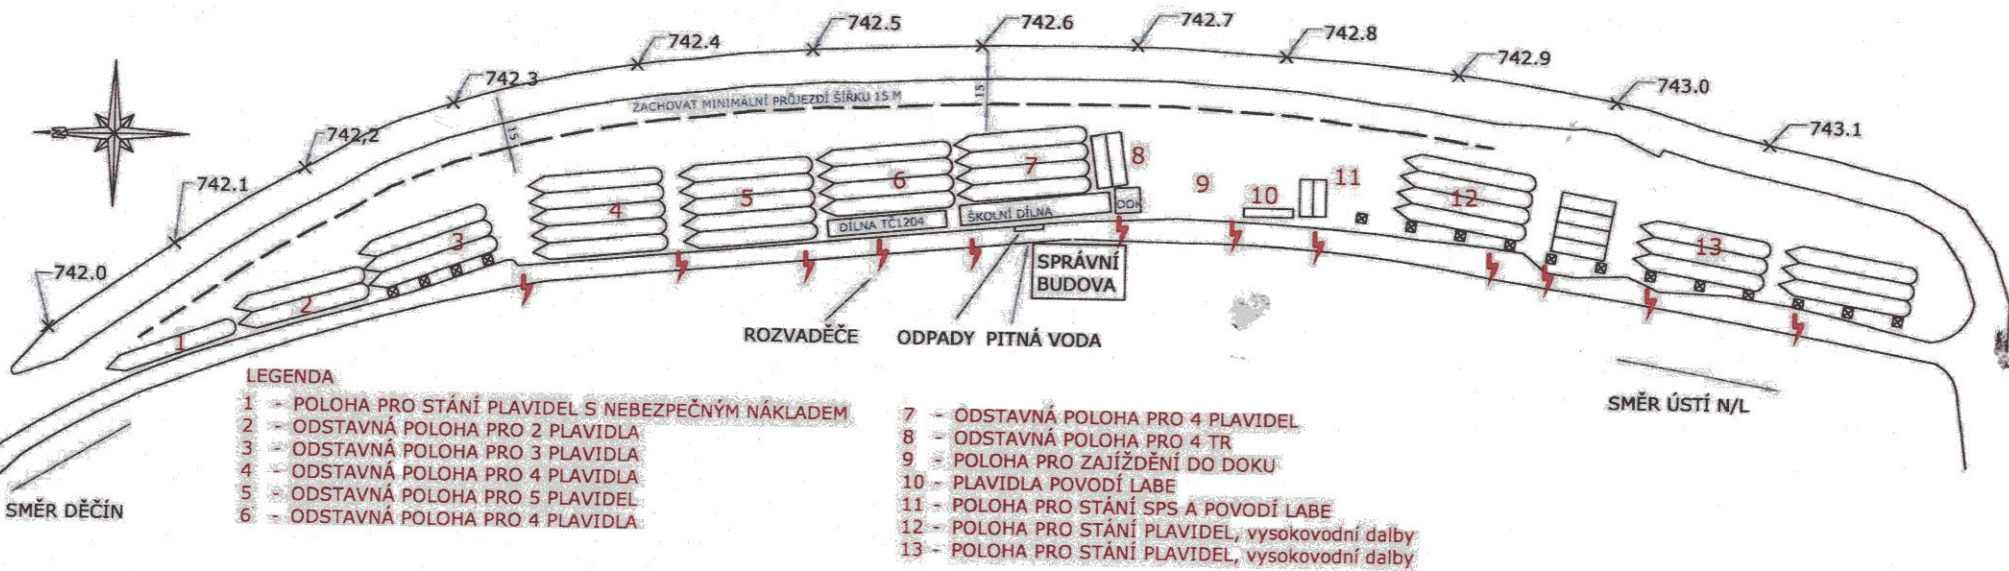 742.0
742.1
742,2
742.3
742.4
742.5
742.6
742.7
742.8
742.9
743.0
743.1
ZACHOVAT MINIMÁLNÍ PRŮJEZDÍ ŠÍŘKU 15 M
15
15
1
2
3
4
5
6
7
8
9
10
11
12
13
DÍLNA TČ1204
ŠKOLNÍ DÍLNA
DOK
SPRÁVNÍ
BUDOVA
ROZVADĚČE
ODPADY
PITNÁ VODA
SMĚR DĚČÍN
SMĚR ÚSTÍ N/L
LEGENDA
1 - POLOHA PRO STÁNÍ PLAVIDEL S NEBEZPEČNÝM NÁKLADEM
2 - ODSTAVNÁ POLOHA PRO 2 PLAVIDLA
3 - ODSTAVNÁ POLOHA PRO 3 PLAVIDLA
4 - ODSTAVNÁ POLOHA PRO 4 PLAVIDLA
5 - ODSTAVNÁ POLOHA PRO 5 PLAVIDEL
6 - ODSTAVNÁ POLOHA PRO 4 PLAVIDLA
7 - ODSTAVNÁ POLOHA PRO 4 PLAVIDEL
8 - ODSTAVNÁ POLOHA PRO 4 TR
9 - POLOHA PRO ZAJÍŽDĚNÍ DO DOKU
10 - PLAVIDLA POVODÍ LABE
11 - POLOHA PRO STÁNÍ SPS A POVODÍ LABE
12 - POLOHA PRO STÁNÍ PLAVIDEL, vysokovodní dalby
13 - POLOHA PRO STÁNÍ PLAVIDEL, vysokovodní dalby